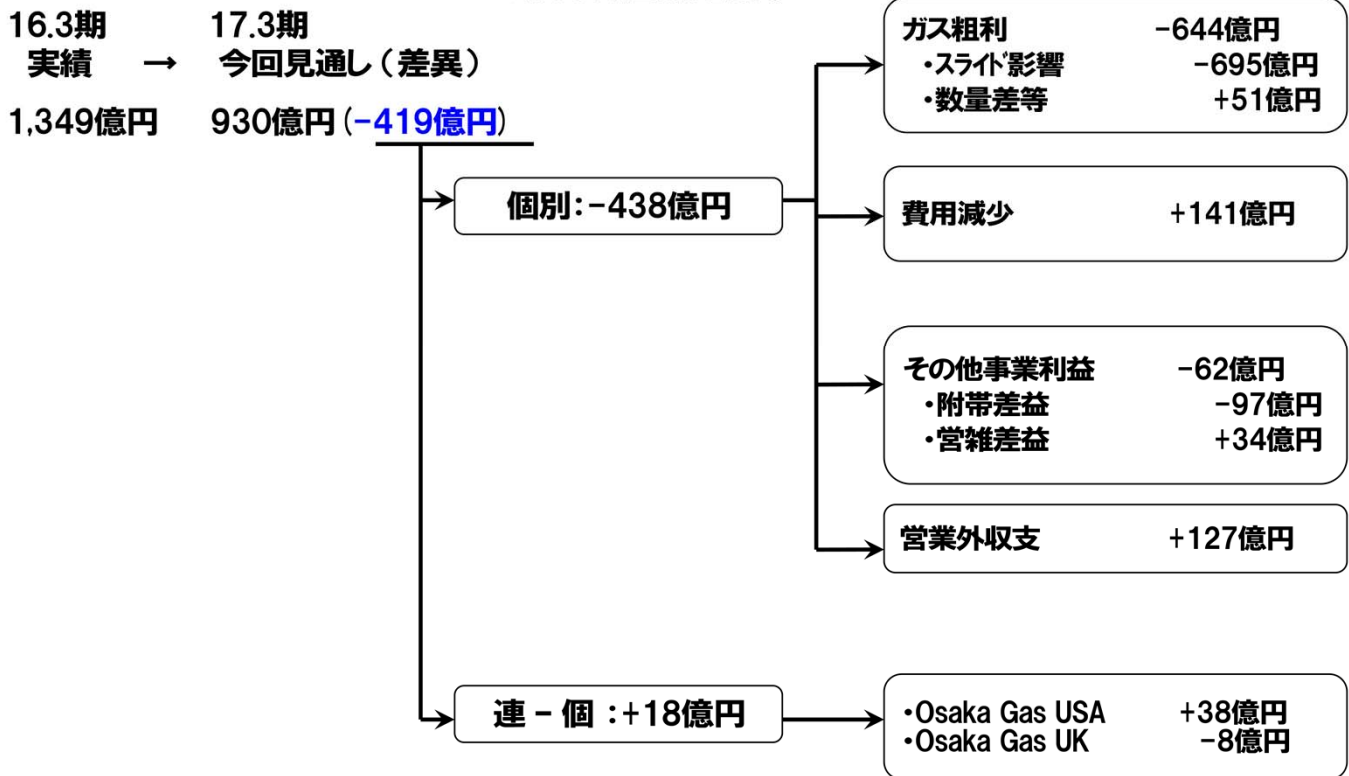 16.3期 17.3期
実績 → 今回見通し(差異)
1,349億円 930億円(-419億円)
個別:-438億円
ガス粗利 -644億円
・スライド影響 -695億円
・数量差等 +51億円
費用減少 +141億円
その他事業利益 -62億円
・附帯差益 -97億円
・営雑差益 +34億円
営業外収支 +127億円
連-個:+18億円
・Osaka Gas USA +38億円
・Osaka Gas UK -8億円